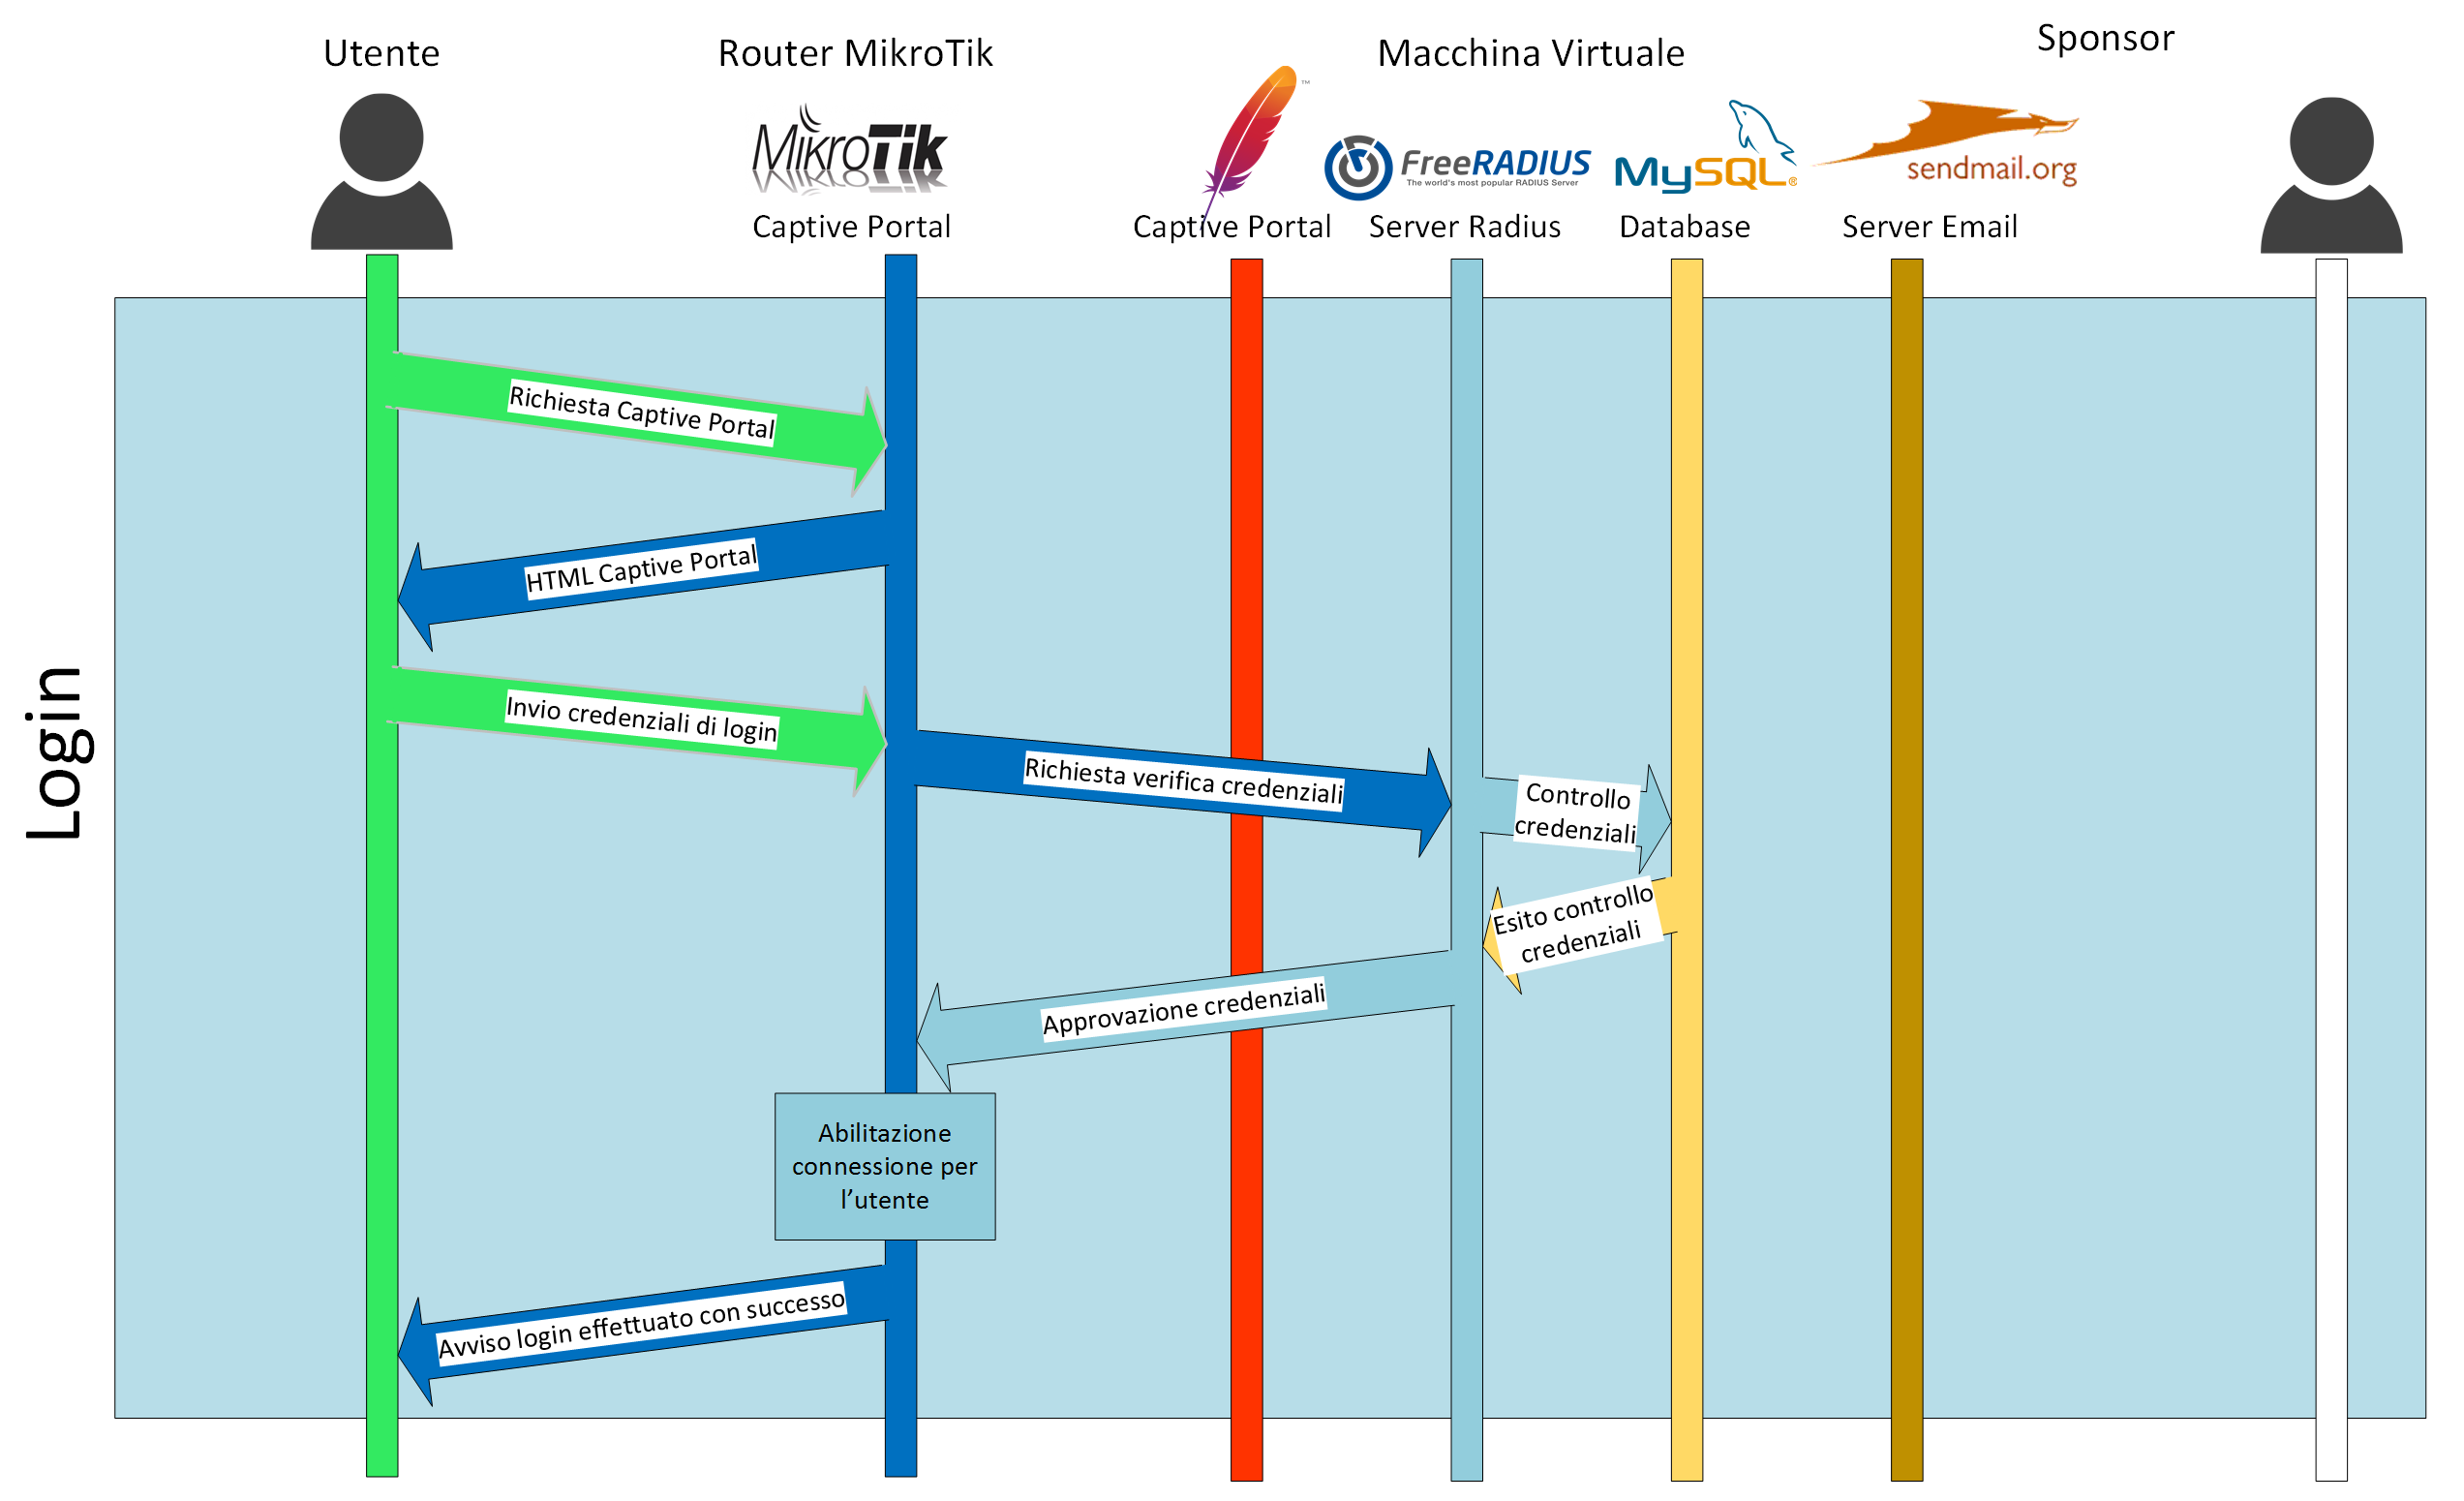 Utente
Router MikroTik
Macchina Virtuale
Sponsor
MikroTik
™
FreeRADIUS
The world's most popular RADIUS Server
MySQL®
sendmail.org
Captive Portal
Captive Portal
Server Radius
Database
Server Email
Login
Richiesta Captive Portal
HTML Captive Portal
Invio credenziali di login
Richiesta verifica credenziali
Controllo
credenziali
Esito controllo
credenziali
Approvazione credenziali
Abilitazione
connessione per
l’utente
Avviso login effettuato con successo